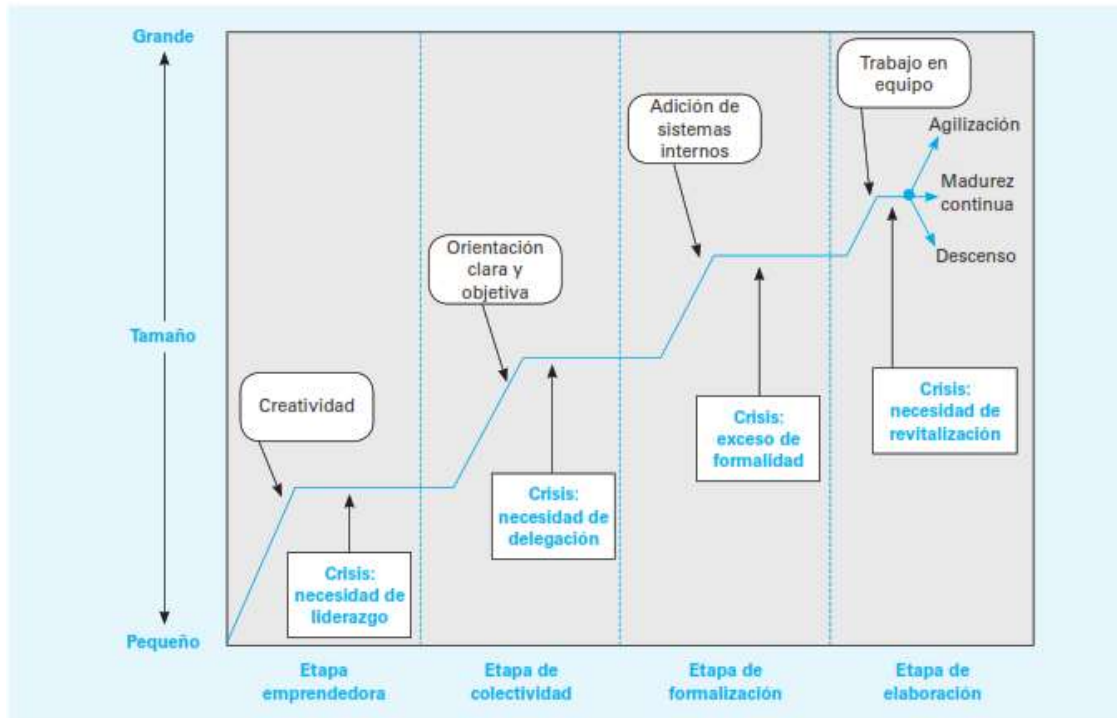 Grande
Tamaño
Pequeño
Creatividad
Crisis:
necesidad de
liderazgo
Orientación
clara y
objetiva
Crisis:
necesidad de
delegación
Adición de
sistemas
internos
Crisis:
exceso de
formalidad
Trabajo en
equipo
Agilización
Madurez
continua
Descenso
Crisis:
necesidad de
revitalización
Etapa
emprendedora
Etapa de
colectividad
Etapa de
formalización
Etapa de
elaboración